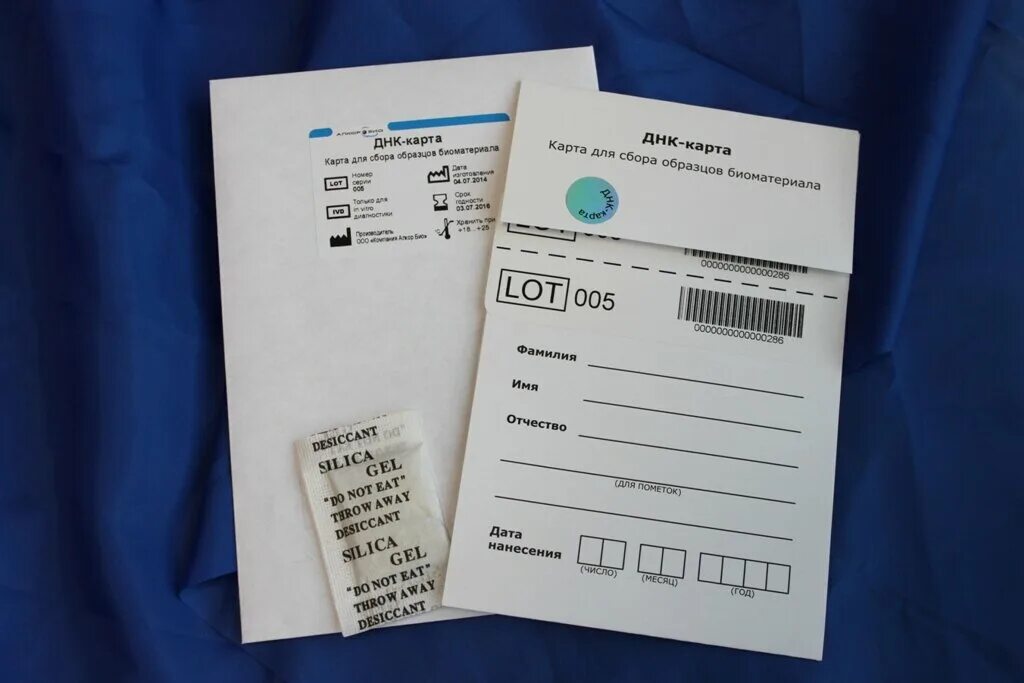 АЛКОР БИО
ДНК-карта
Карта для сбора образцов биоматериала
LOT
Номер
серии
005
Дата
изготовления
04.07.2014
IVD
Только для
in vitro
диагностики
Срок
годности
03.07.2016
Производитель
ООО «Компания Алкор Био»
Хранить при
+18...+25
ДНК-карта
Карта для сбора образцов биоматериала
ДНК-карта
0000000000000286
LOT 005
0000000000000286
Фамилия
Имя
Отчество
(ДЛЯ ПОМЕТОК)
Дата
нанесения
(ЧИСЛО)
(МЕСЯЦ)
(ГОД)
DESICCANT
SILICA
GEL
"DO NOT EAT"
THROW AWAY
DESICCANT
SILICA
GEL
"DO NOT EAT"
THROW AWAY
DESICCANT